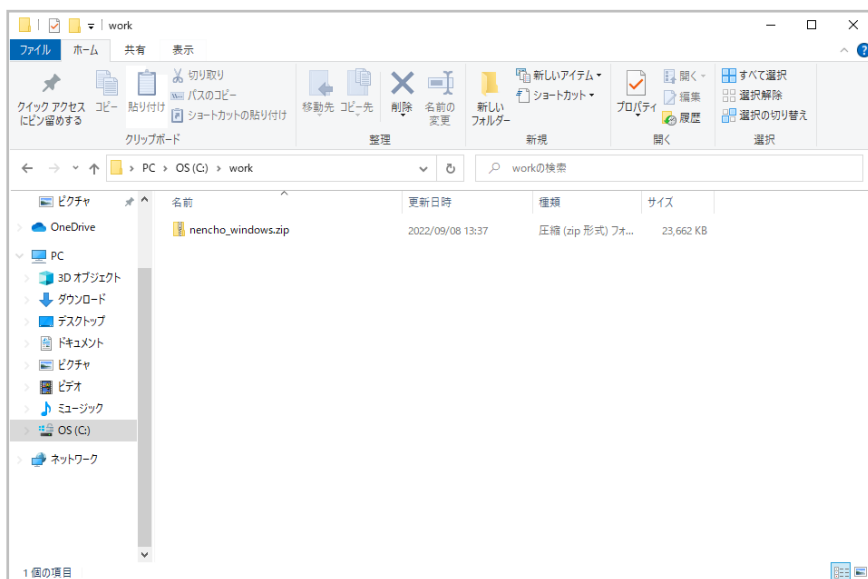 work
ファイル ホーム 共有 表示
クイック アクセス
にピン留めする
コピー
貼り付け
切り取り
パスのコピー
ショートカットの貼り付け
クリップボード
移動先
コピー先
削除
名前の
変更
整理
新しい
フォルダー
新しいアイテム
ショートカット
新規
プロパティ
開く
編集
履歴
開く
すべて選択
選択解除
選択の切り替え
選択
PC > OS (C:) > work
workの検索
ピクチャ
OneDrive
PC
3D オブジェクト
ダウンロード
デスクトップ
ドキュメント
ピクチャ
ビデオ
ミュージック
OS (C:)
ネットワーク
名前 更新日時 種類 サイズ
nencho_windows.zip 2022/09/08 13:37 圧縮 (zip 形式) フォ... 23,662 KB
1 個の項目